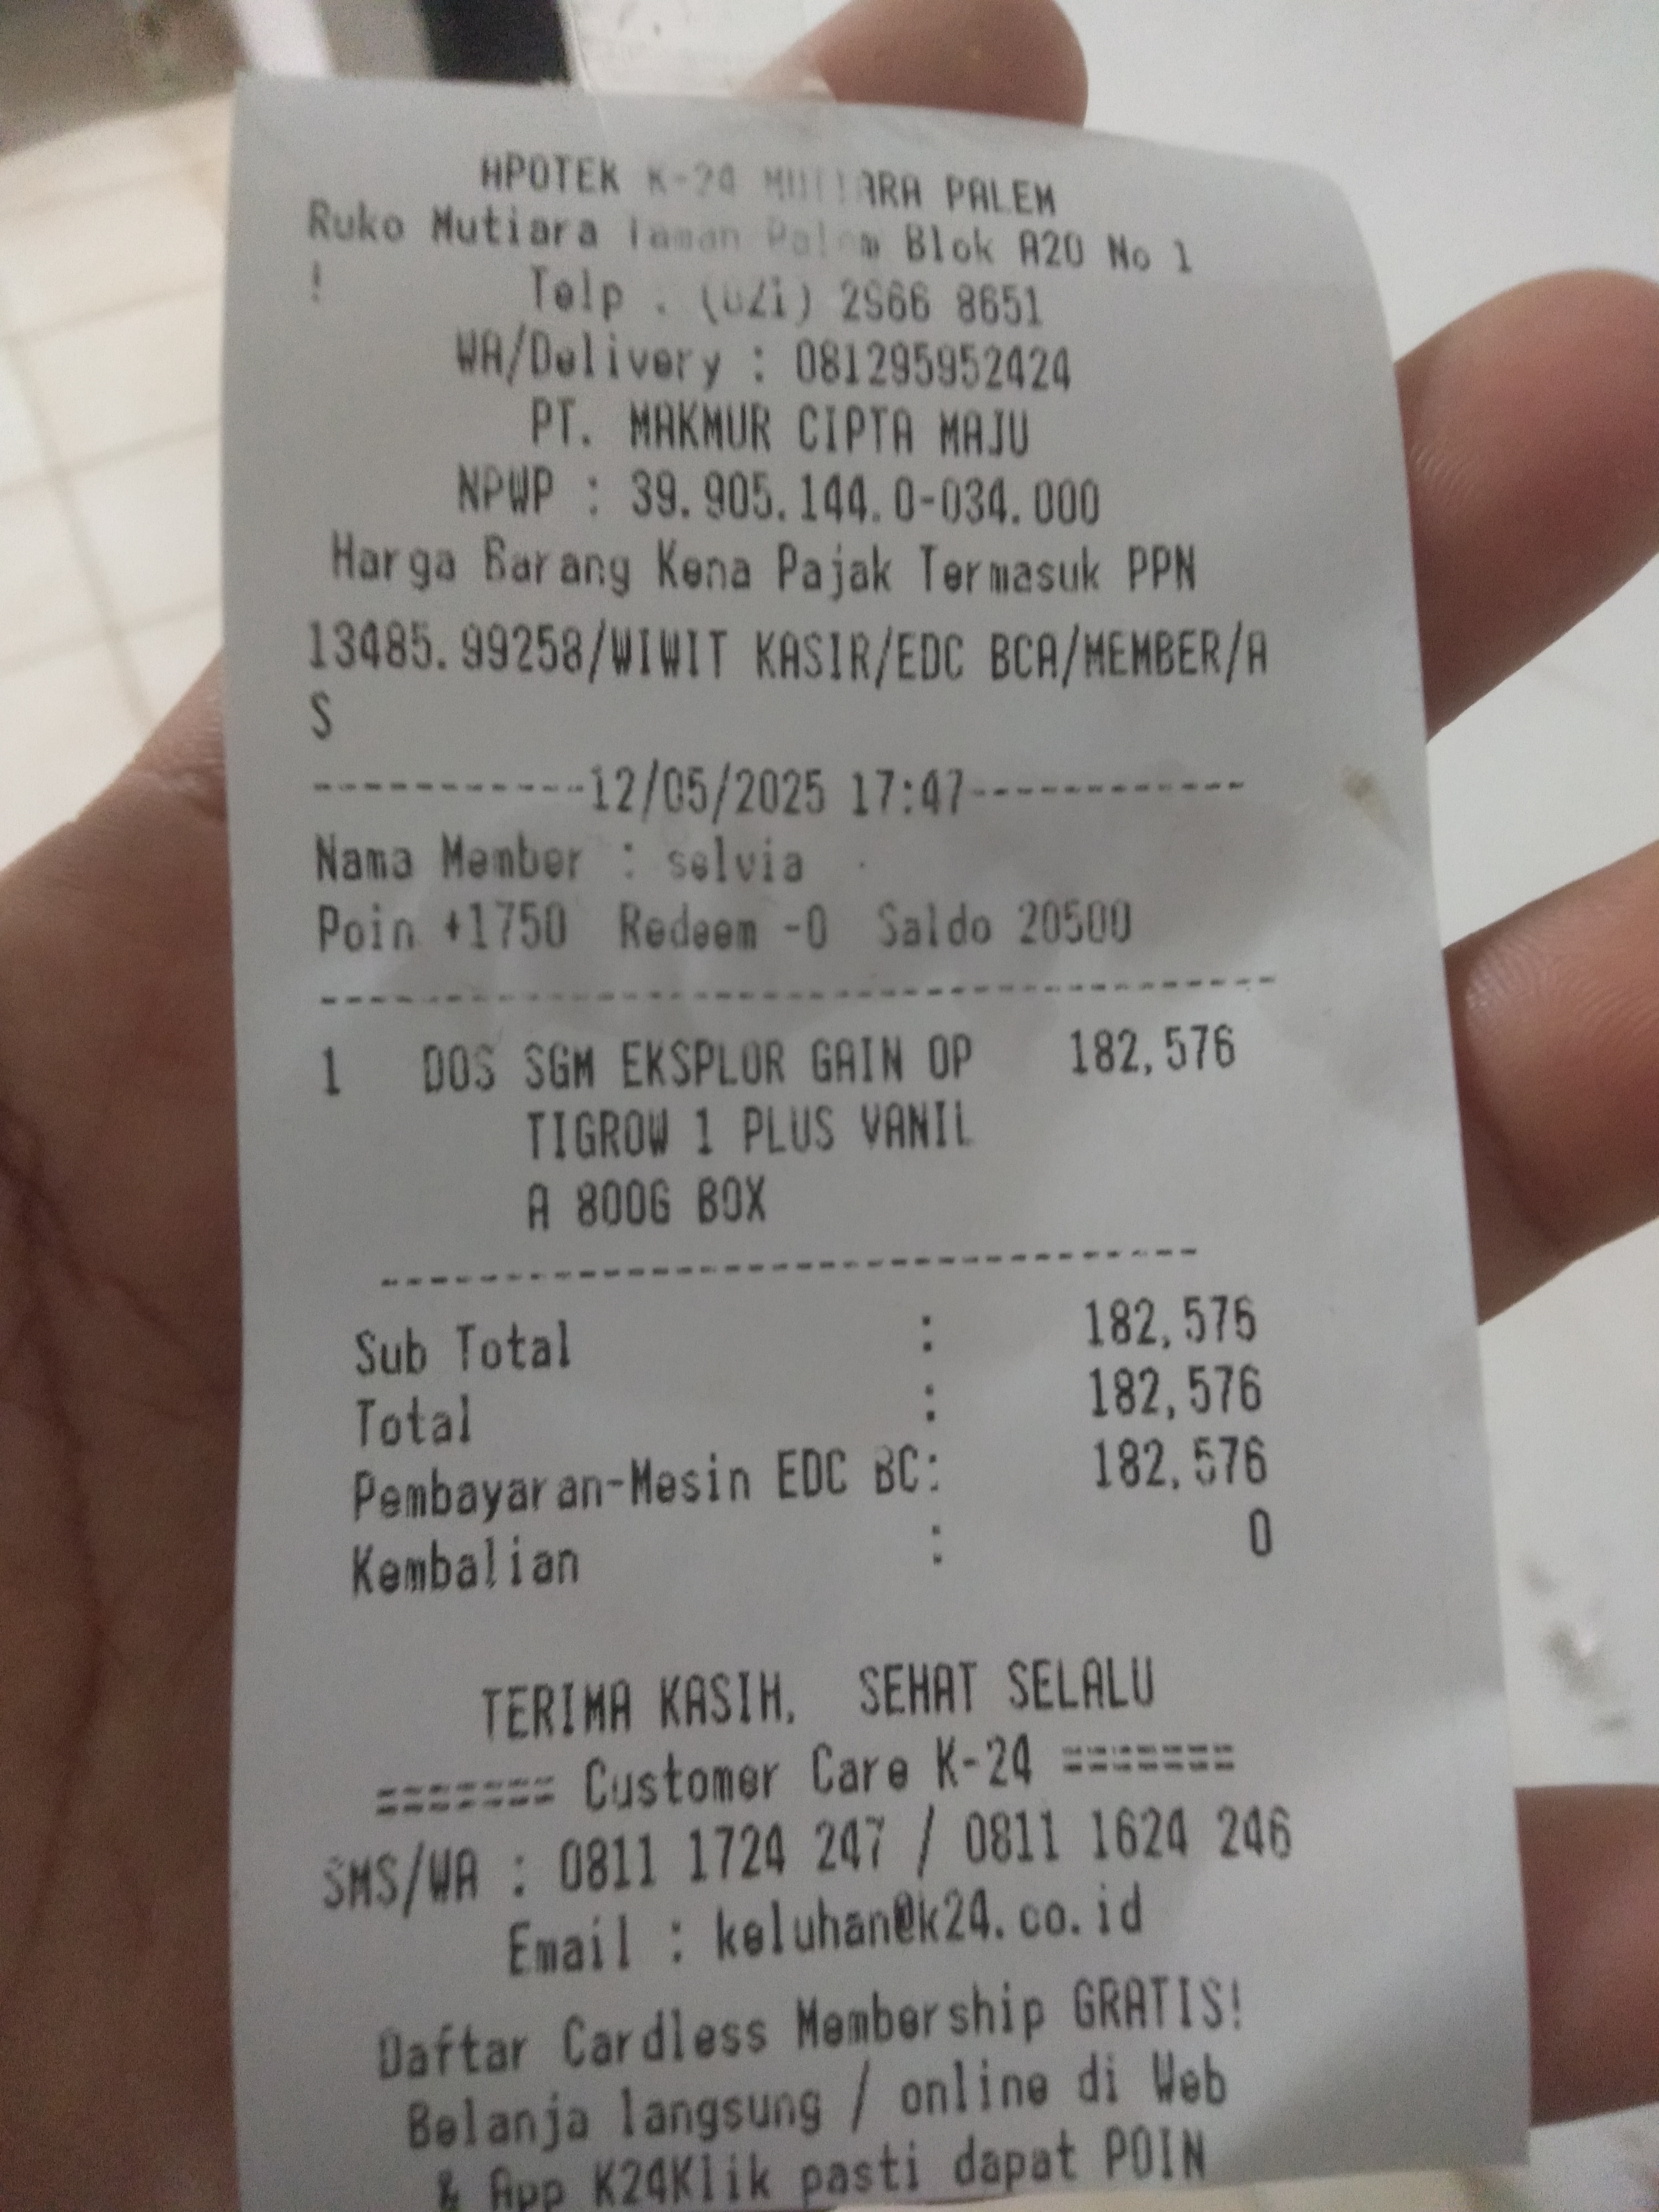 APOTEK K-24 MUTIARA PALEM
Ruko Mutiara Taman Palem Blok A20 No 1
! Telp . (021) 2966 8651
WA/Delivery : 081295952424
PT. MAKMUR CIPTA MAJU
NPWP : 39.905.144.0-034.000
Harga Barang Kena Pajak Termasuk PPN
13485.99258/WIWIT KASIR/EDC BCA/MEMBER/A
S
------------12/05/2025 17:47------------
Nama Member : selvia
Poin +1750 Redeem -0 Saldo 20500
----------------------------------------
1 DOS SGM EKSPLOR GAIN OP 182,576
TIGROW 1 PLUS VANIL
A 800G BOX
----------------------------------
Sub Total : 182,576
Total : 182,576
Pembayaran-Mesin EDC BC: 182,576
Kembalian : 0
TERIMA KASIH, SEHAT SELALU
======= Customer Care K-24 =======
SMS/WA : 0811 1724 247 / 0811 1624 246
Email : keluhan@k24.co.id
Daftar Cardless Membership GRATIS!
Belanja langsung / online di Web
& App K24Klik pasti dapat POIN